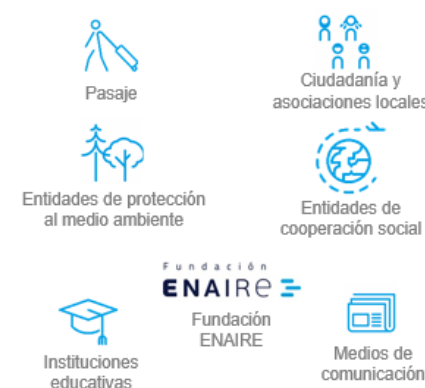 Pasaje
Ciudadanía y
asociaciones locales
Entidades de protección
al medio ambiente
Entidades de
cooperación social
Fundación
ENAIRe
Fundación
ENAIRE
Instituciones
educativas
Medios de
comunicación